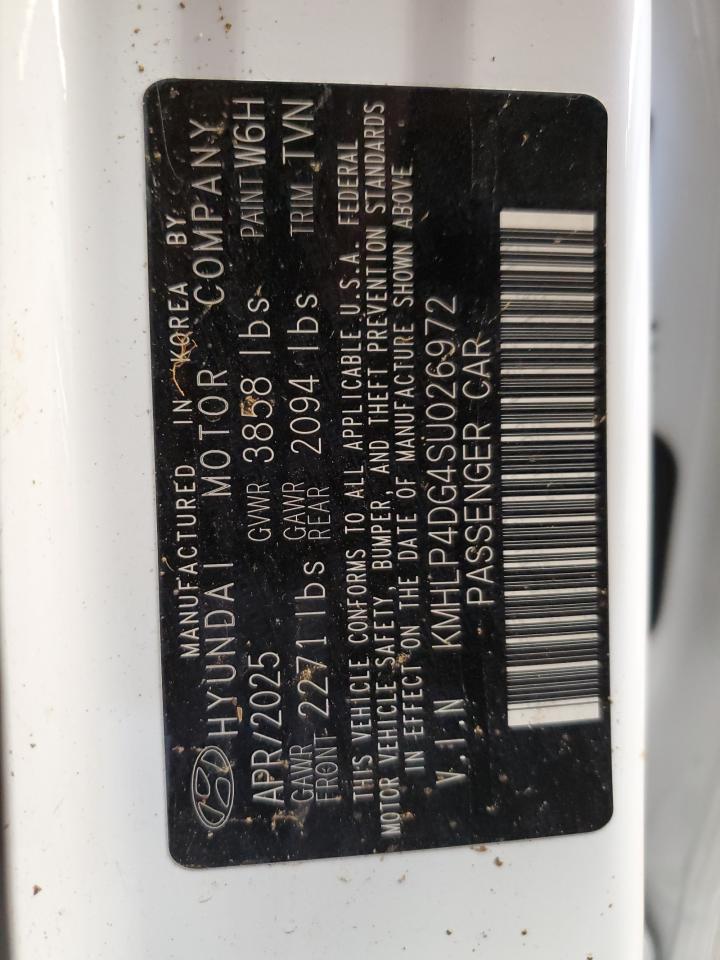 MANUFACTURED IN KOREA BY
HYUNDAI MOTOR COMPANY
APR/2025 GVWR 3858 lbs PAINT W6H
GAWR FRONT 2271 lbs GAWR REAR 2094 lbs TRIM TVN
THIS VEHICLE CONFORMS TO ALL APPLICABLE U.S.A. FEDERAL
MOTOR VEHICLE SAFETY, BUMPER, AND THEFT PREVENTION STANDARDS
IN EFFECT ON THE DATE OF MANUFACTURE SHOWN ABOVE.
V.I.N KMHLP4DG4SU026972
PASSENGER CAR